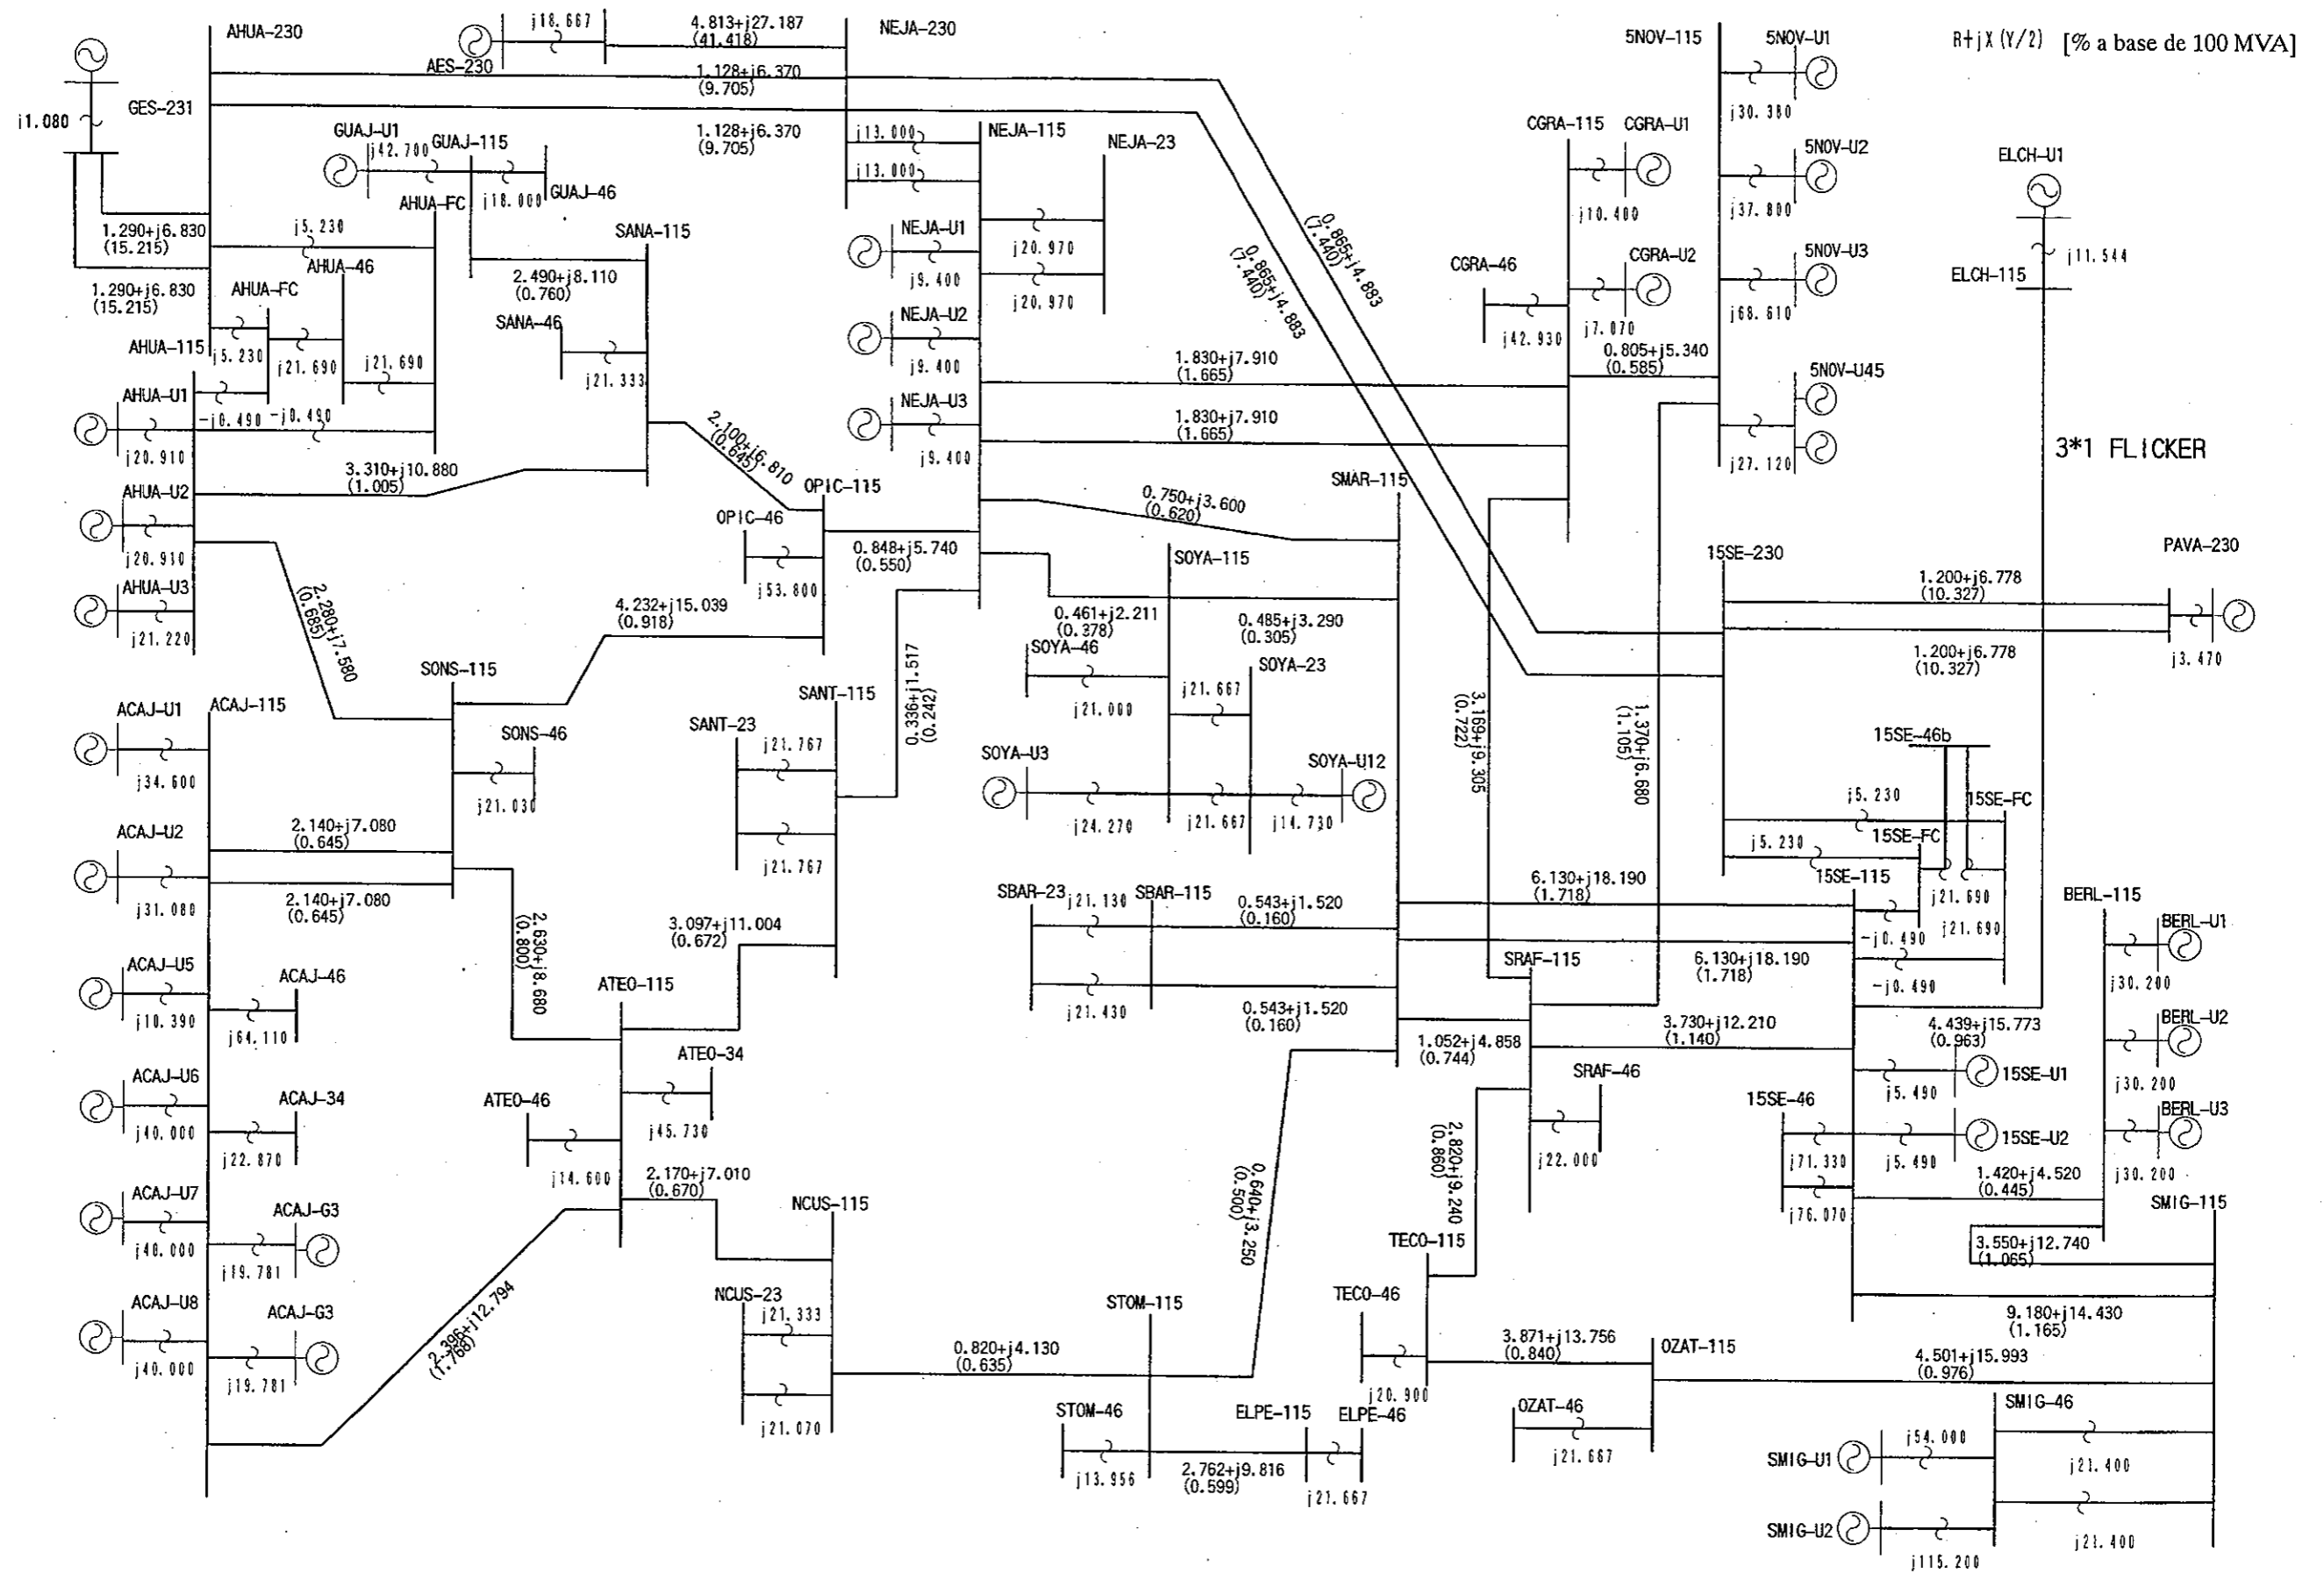 R+jX(Y/2) [% a base de 100 MVA]
AHUA-230
j18.667
4.813+j27.187
(41.418)
NEJA-230
AES-230
1.128+j6.370
(9.705)
1.128+j6.370
(9.705)
GES-231
j1.080
1.290+j6.830
(15.215)
1.290+j6.830
(15.215)
GUAJ-U1
j42.700
GUAJ-115
j18.000
GUAJ-46
AHUA-FC
j5.230
AHUA-46
AHUA-FC
AHUA-115
j5.230
j21.690
j21.690
SANA-115
2.490+j8.110
(0.760)
SANA-46
j21.333
AHUA-U1
j20.910
-j0.490
-j0.490
3.310+j10.880
(1.005)
AHUA-U2
j20.910
AHUA-U3
j21.220
2.280+j7.580
(0.685)
2.100+j6.810
(0.645)
OPIC-115
OPIC-46
j53.800
0.848+j5.740
(0.550)
4.232+j15.039
(0.918)
j13.000
j13.000
NEJA-115
NEJA-23
j20.970
j20.970
NEJA-U1
j9.400
NEJA-U2
j9.400
NEJA-U3
j9.400
1.830+j7.910
(1.665)
1.830+j7.910
(1.665)
0.865+j4.883
(7.440)
0.865+j4.883
(7.440)
CGRA-115
CGRA-U1
j10.400
CGRA-U2
j7.070
CGRA-46
j42.930
0.805+j5.340
(0.585)
5NOV-115
5NOV-U1
j30.380
5NOV-U2
j37.800
5NOV-U3
j68.610
5NOV-U45
j27.120
ELCH-U1
j11.544
ELCH-115
3*1 FLICKER
PAVA-230
1.200+j6.778
(10.327)
1.200+j6.778
(10.327)
j3.470
15SE-230
SMAR-115
0.750+j3.600
(0.620)
SOYA-115
0.461+j2.211
(0.378)
0.485+j3.290
(0.305)
SOYA-46
j21.000
SOYA-23
j21.667
SOYA-U3
j24.270
j21.667
SOYA-U12
j14.730
0.336+j1.517
(0.242)
SANT-115
SANT-23
j21.767
j21.767
SONS-115
SONS-46
j21.030
ACAJ-115
ACAJ-U1
j34.600
ACAJ-U2
j31.080
2.140+j7.080
(0.645)
2.140+j7.080
(0.645)
2.630+j8.680
(0.800)
3.097+j11.004
(0.672)
ACAJ-U5
j10.390
ACAJ-46
j64.110
ACAJ-U6
j40.000
ACAJ-34
j22.870
ACAJ-U7
j40.000
ACAJ-G3
j19.781
ACAJ-U8
j40.000
ACAJ-G3
j19.781
2.396+j12.794
(1.768)
ATEO-115
ATEO-34
j45.730
ATEO-46
j14.600
2.170+j7.010
(0.670)
NCUS-115
NCUS-23
j21.333
j21.070
0.820+j4.130
(0.635)
STOM-115
STOM-46
j13.956
2.762+j9.816
(0.599)
ELPE-115
ELPE-46
j21.667
0.640+j3.250
(0.500)
SBAR-23
j21.130
SBAR-115
j21.430
0.543+j1.520
(0.160)
0.543+j1.520
(0.160)
3.169+j9.305
(0.722)
1.370+j6.680
(1.105)
6.130+j18.190
(1.718)
6.130+j18.190
(1.718)
SRAF-115
1.052+j4.858
(0.744)
3.730+j12.210
(1.140)
SRAF-46
j22.000
2.820+j9.240
(0.860)
TECO-115
TECO-46
j20.900
3.871+j13.756
(0.840)
OZAT-115
OZAT-46
j21.667
4.501+j15.993
(0.976)
15SE-46b
j5.230
15SE-FC
j5.230
15SE-FC
15SE-115
j21.690
j21.690
-j0.490
-j0.490
4.439+j15.773
(0.963)
15SE-U1
j5.490
15SE-U2
j5.490
15SE-46
j71.330
j76.070
BERL-115
BERL-U1
j30.200
BERL-U2
j30.200
BERL-U3
j30.200
1.420+j4.520
(0.445)
SMIG-115
3.550+j12.740
(1.065)
9.180+j14.430
(1.165)
SMIG-46
j54.000
SMIG-U1
j21.400
SMIG-U2
j115.200
j21.400